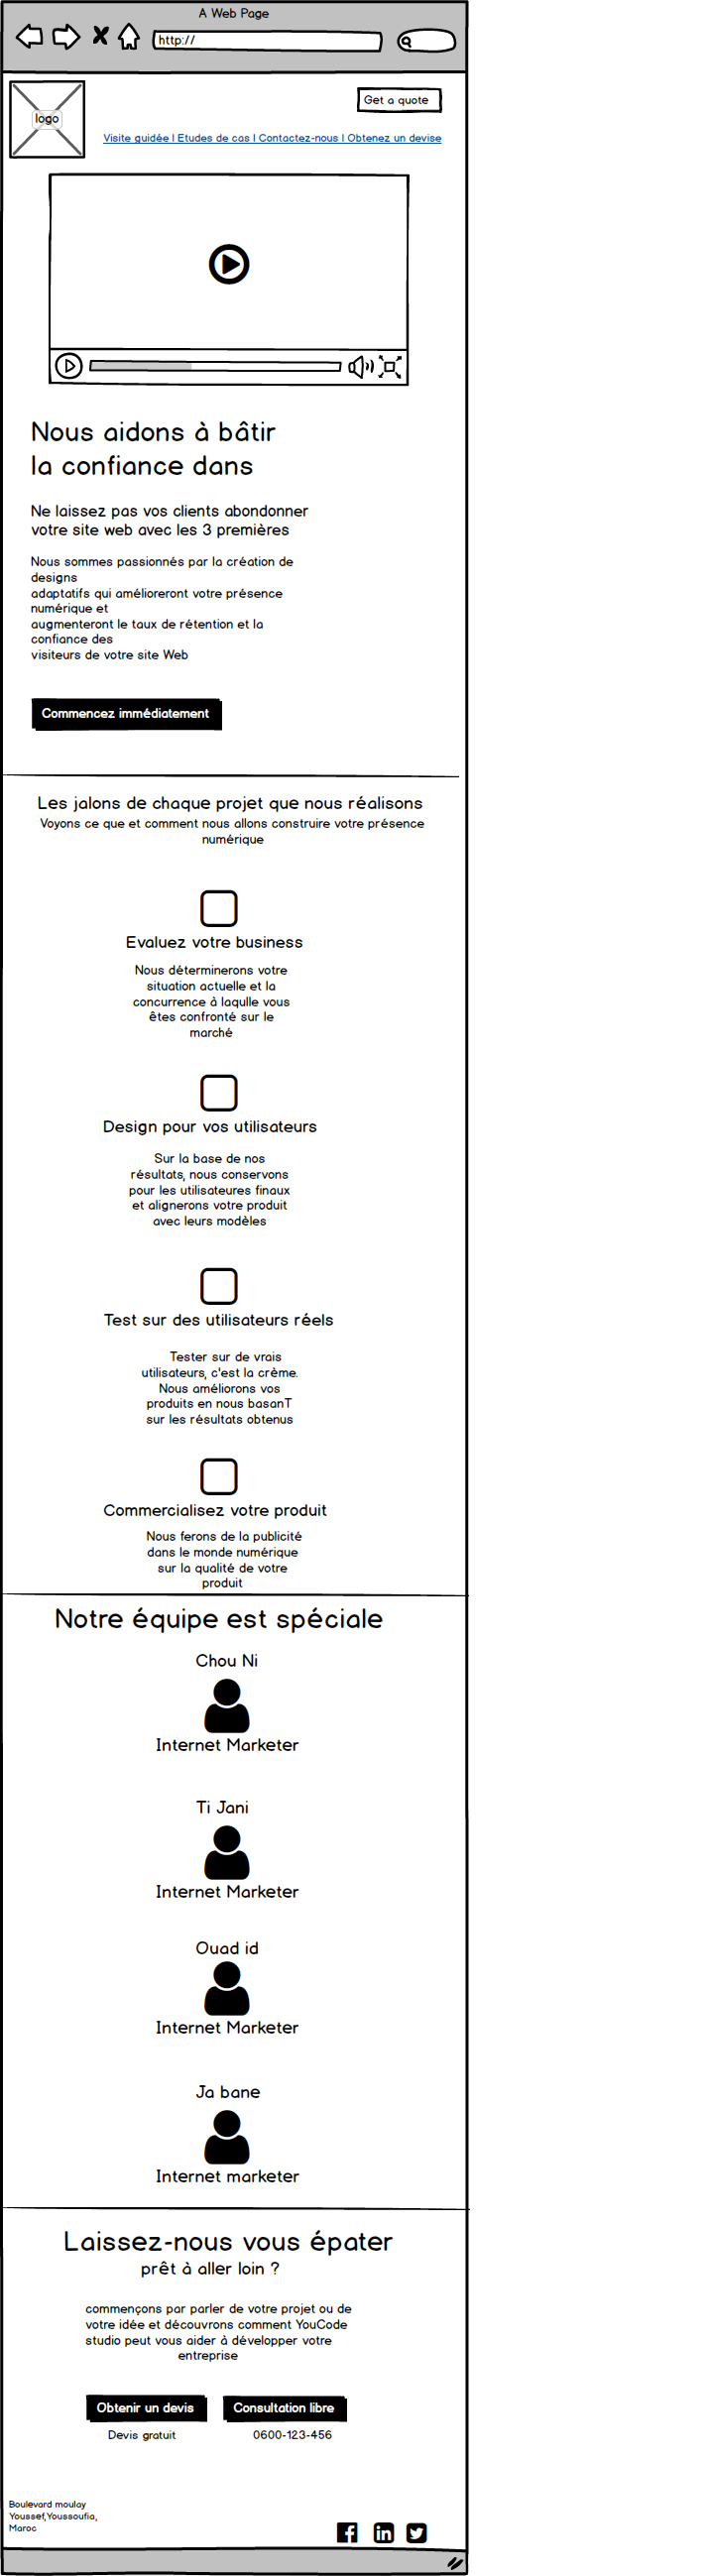 A Web Page
http://
logo
Get a quote
Visite guidée | Etudes de cas | Contactez-nous | Obtenez un devise
Nous aidons à bâtir
la confiance dans
Ne laissez pas vos clients abondonner
votre site web avec les 3 premières
Nous sommes passionnés par la création de
designs
adaptatifs qui amélioreront votre présence
numérique et
augmenteront le taux de rétention et la
confiance des
visiteurs de votre site Web
Commencez immédiatement
Les jalons de chaque projet que nous réalisons
Voyons ce que et comment nous allons construire votre présence
numérique
Evaluez votre business
Nous déterminerons votre
situation actuelle et la
concurrence à laqulle vous
êtes confronté sur le
marché
Design pour vos utilisateurs
Sur la base de nos
résultats, nous conservons
pour les utilisateures finaux
et alignerons votre produit
avec leurs modèles
Test sur des utilisateurs réels
Tester sur de vrais
utilisateurs, c'est la crème.
Nous améliorons vos
produits en nous basanT
sur les résultats obtenus
Commercialisez votre produit
Nous ferons de la publicité
dans le monde numérique
sur la qualité de votre
produit
Notre équipe est spéciale
Chou Ni
Internet Marketer
Ti Jani
Internet Marketer
Ouad id
Internet Marketer
Ja bane
Internet marketer
Laissez-nous vous épater
prêt à aller loin ?
commençons par parler de votre projet ou de
votre idée et découvrons comment YouCode
studio peut vous aider à développer votre
entreprise
Obtenir un devis
Consultation libre
Devis gratuit
0600-123-456
Boulevard moulay
Youssef,Youssoufia,
Maroc